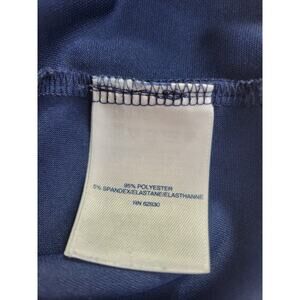 95% POLYESTER
5% SPANDEX/ELASTANE/ELASTHANNE
RN 62930